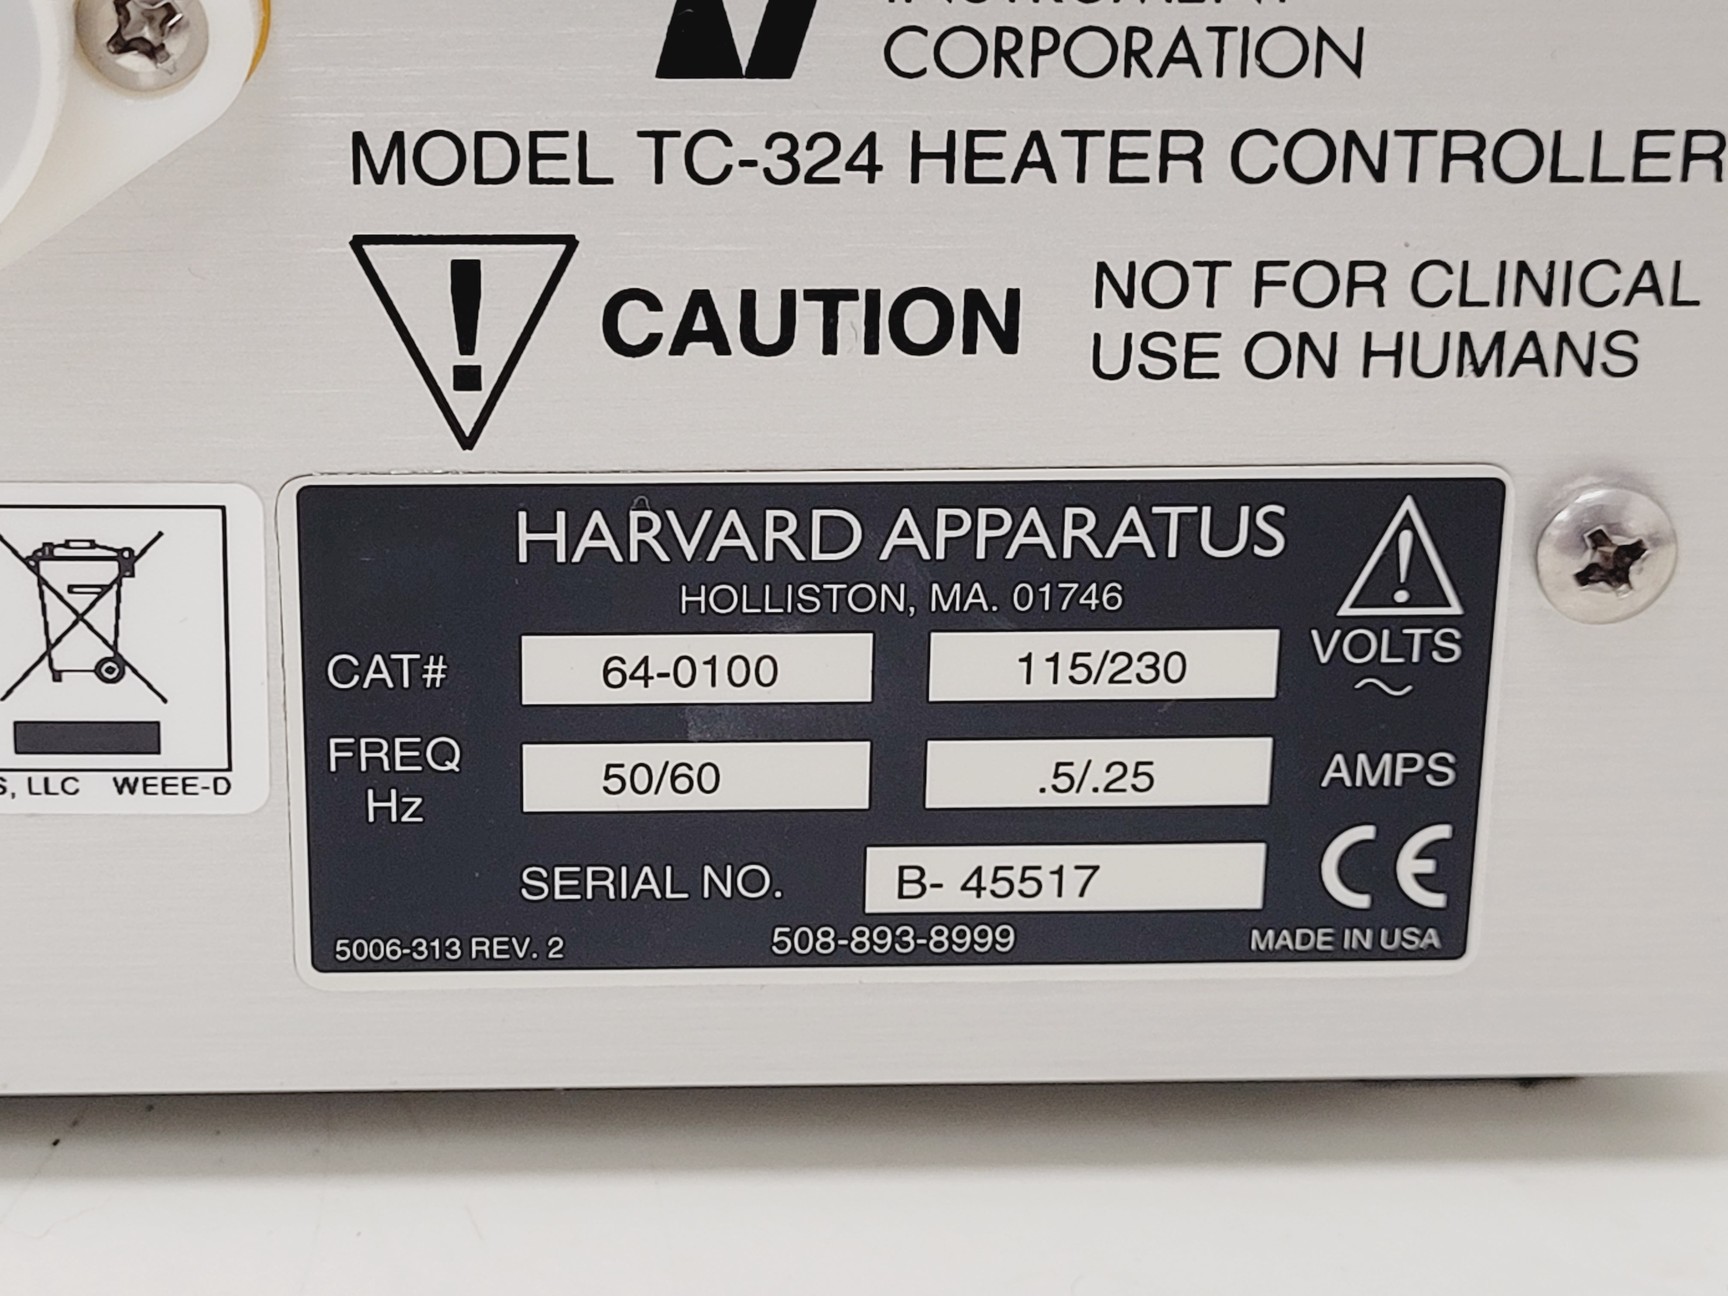 INSTRUMENT
CORPORATION
MODEL TC-324 HEATER CONTROLLER
! CAUTION
NOT FOR CLINICAL
USE ON HUMANS
HARVARD APPARATUS
HOLLISTON, MA. 01746
CAT# 64-0100 115/230 VOLTS
~
FREQ
Hz
50/60 .5/.25 AMPS
SERIAL NO. B- 45517
CE
5006-313 REV. 2 508-893-8999 MADE IN USA
S, LLC WEEE-D